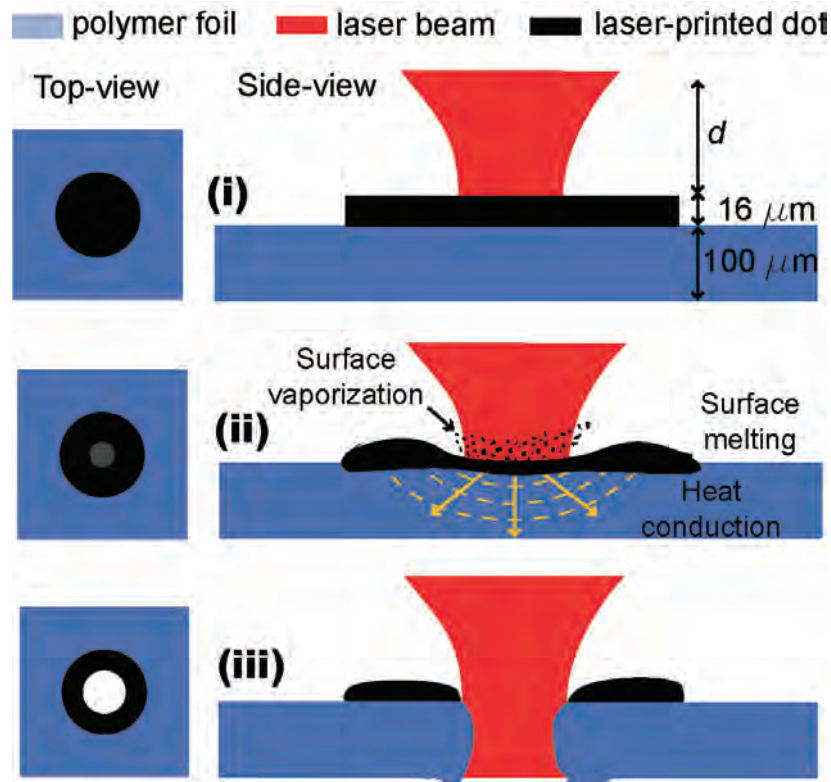 polymer foil laser beam laser-printed dot
Top-view Side-view
d
(i)
16 μm
100 μm
Surface
vaporization
(ii)
Surface
melting
Heat
conduction
(iii)